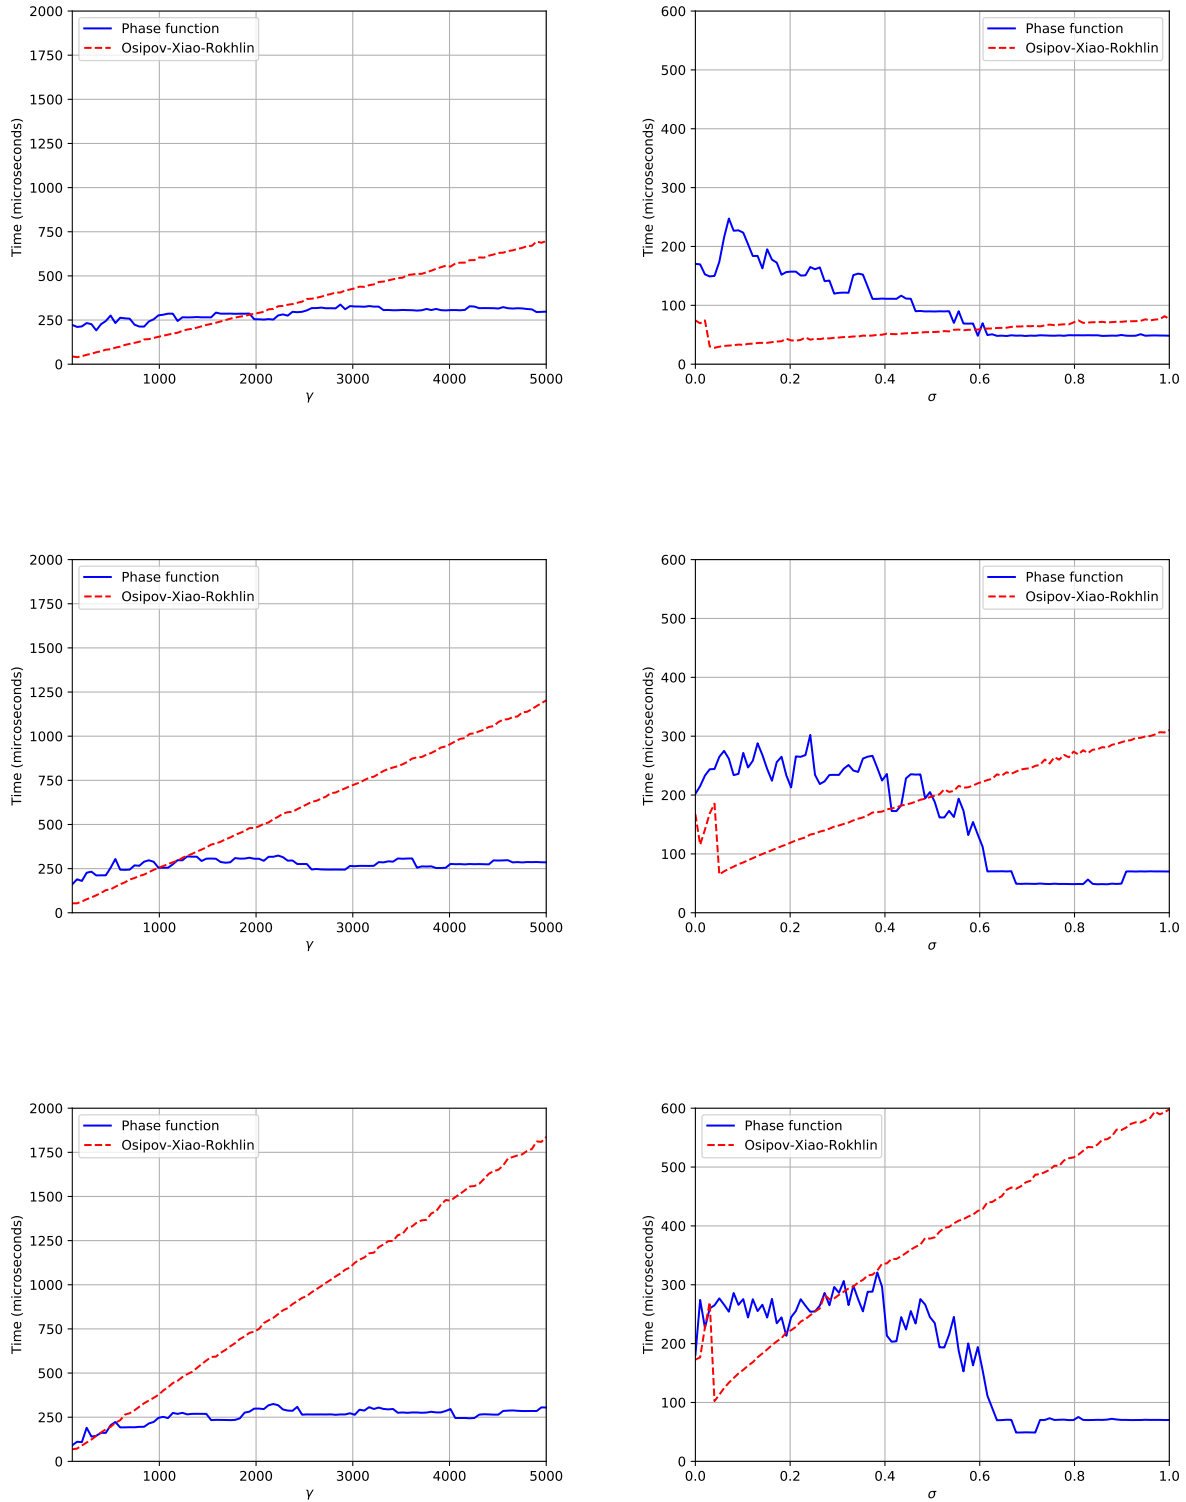 2000
1750
1500
1250
1000
750
500
250
0
Time (microseconds)
Phase function
Osipov-Xiao-Rokhlin
1000 2000 3000 4000 5000
γ
600
500
400
300
200
100
0
Time (microseconds)
Phase function
Osipov-Xiao-Rokhlin
0.0 0.2 0.4 0.6 0.8 1.0
σ
2000
1750
1500
1250
1000
750
500
250
0
Time (mircoseconds)
Phase function
Osipov-Xiao-Rokhlin
1000 2000 3000 4000 5000
γ
600
500
400
300
200
100
0
Time (microseconds)
Phase function
Osipov-Xiao-Rokhlin
0.0 0.2 0.4 0.6 0.8 1.0
σ
2000
1750
1500
1250
1000
750
500
250
0
Time (microseconds)
Phase function
Osipov-Xiao-Rokhlin
1000 2000 3000 4000 5000
γ
600
500
400
300
200
100
0
Time (microseconds)
Phase function
Osipov-Xiao-Rokhlin
0.0 0.2 0.4 0.6 0.8 1.0
σ